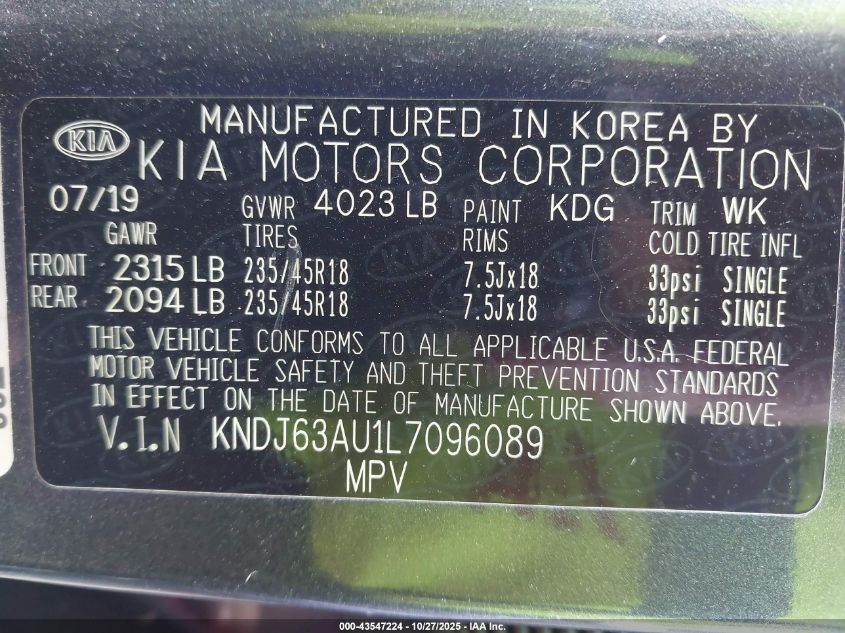 MANUFACTURED IN KOREA BY
KIA KIA MOTORS CORPORATION
07/19 GVWR 4023 LB PAINT KDG TRIM WK
GAWR TIRES RIMS COLD TIRE INFL
FRONT 2315 LB 235/45R18 7.5Jx18 33psi SINGLE
REAR 2094 LB 235/45R18 7.5Jx18 33psi SINGLE
THIS VEHICLE CONFORMS TO ALL APPLICABLE U.S.A. FEDERAL
MOTOR VEHICLE SAFETY AND THEFT PREVENTION STANDARDS
IN EFFECT ON THE DATE OF MANUFACTURE SHOWN ABOVE.
V.I.N KNDJ63AU1L7096089
MPV
000-43547224 | 10/27/2025 | IAA Inc.